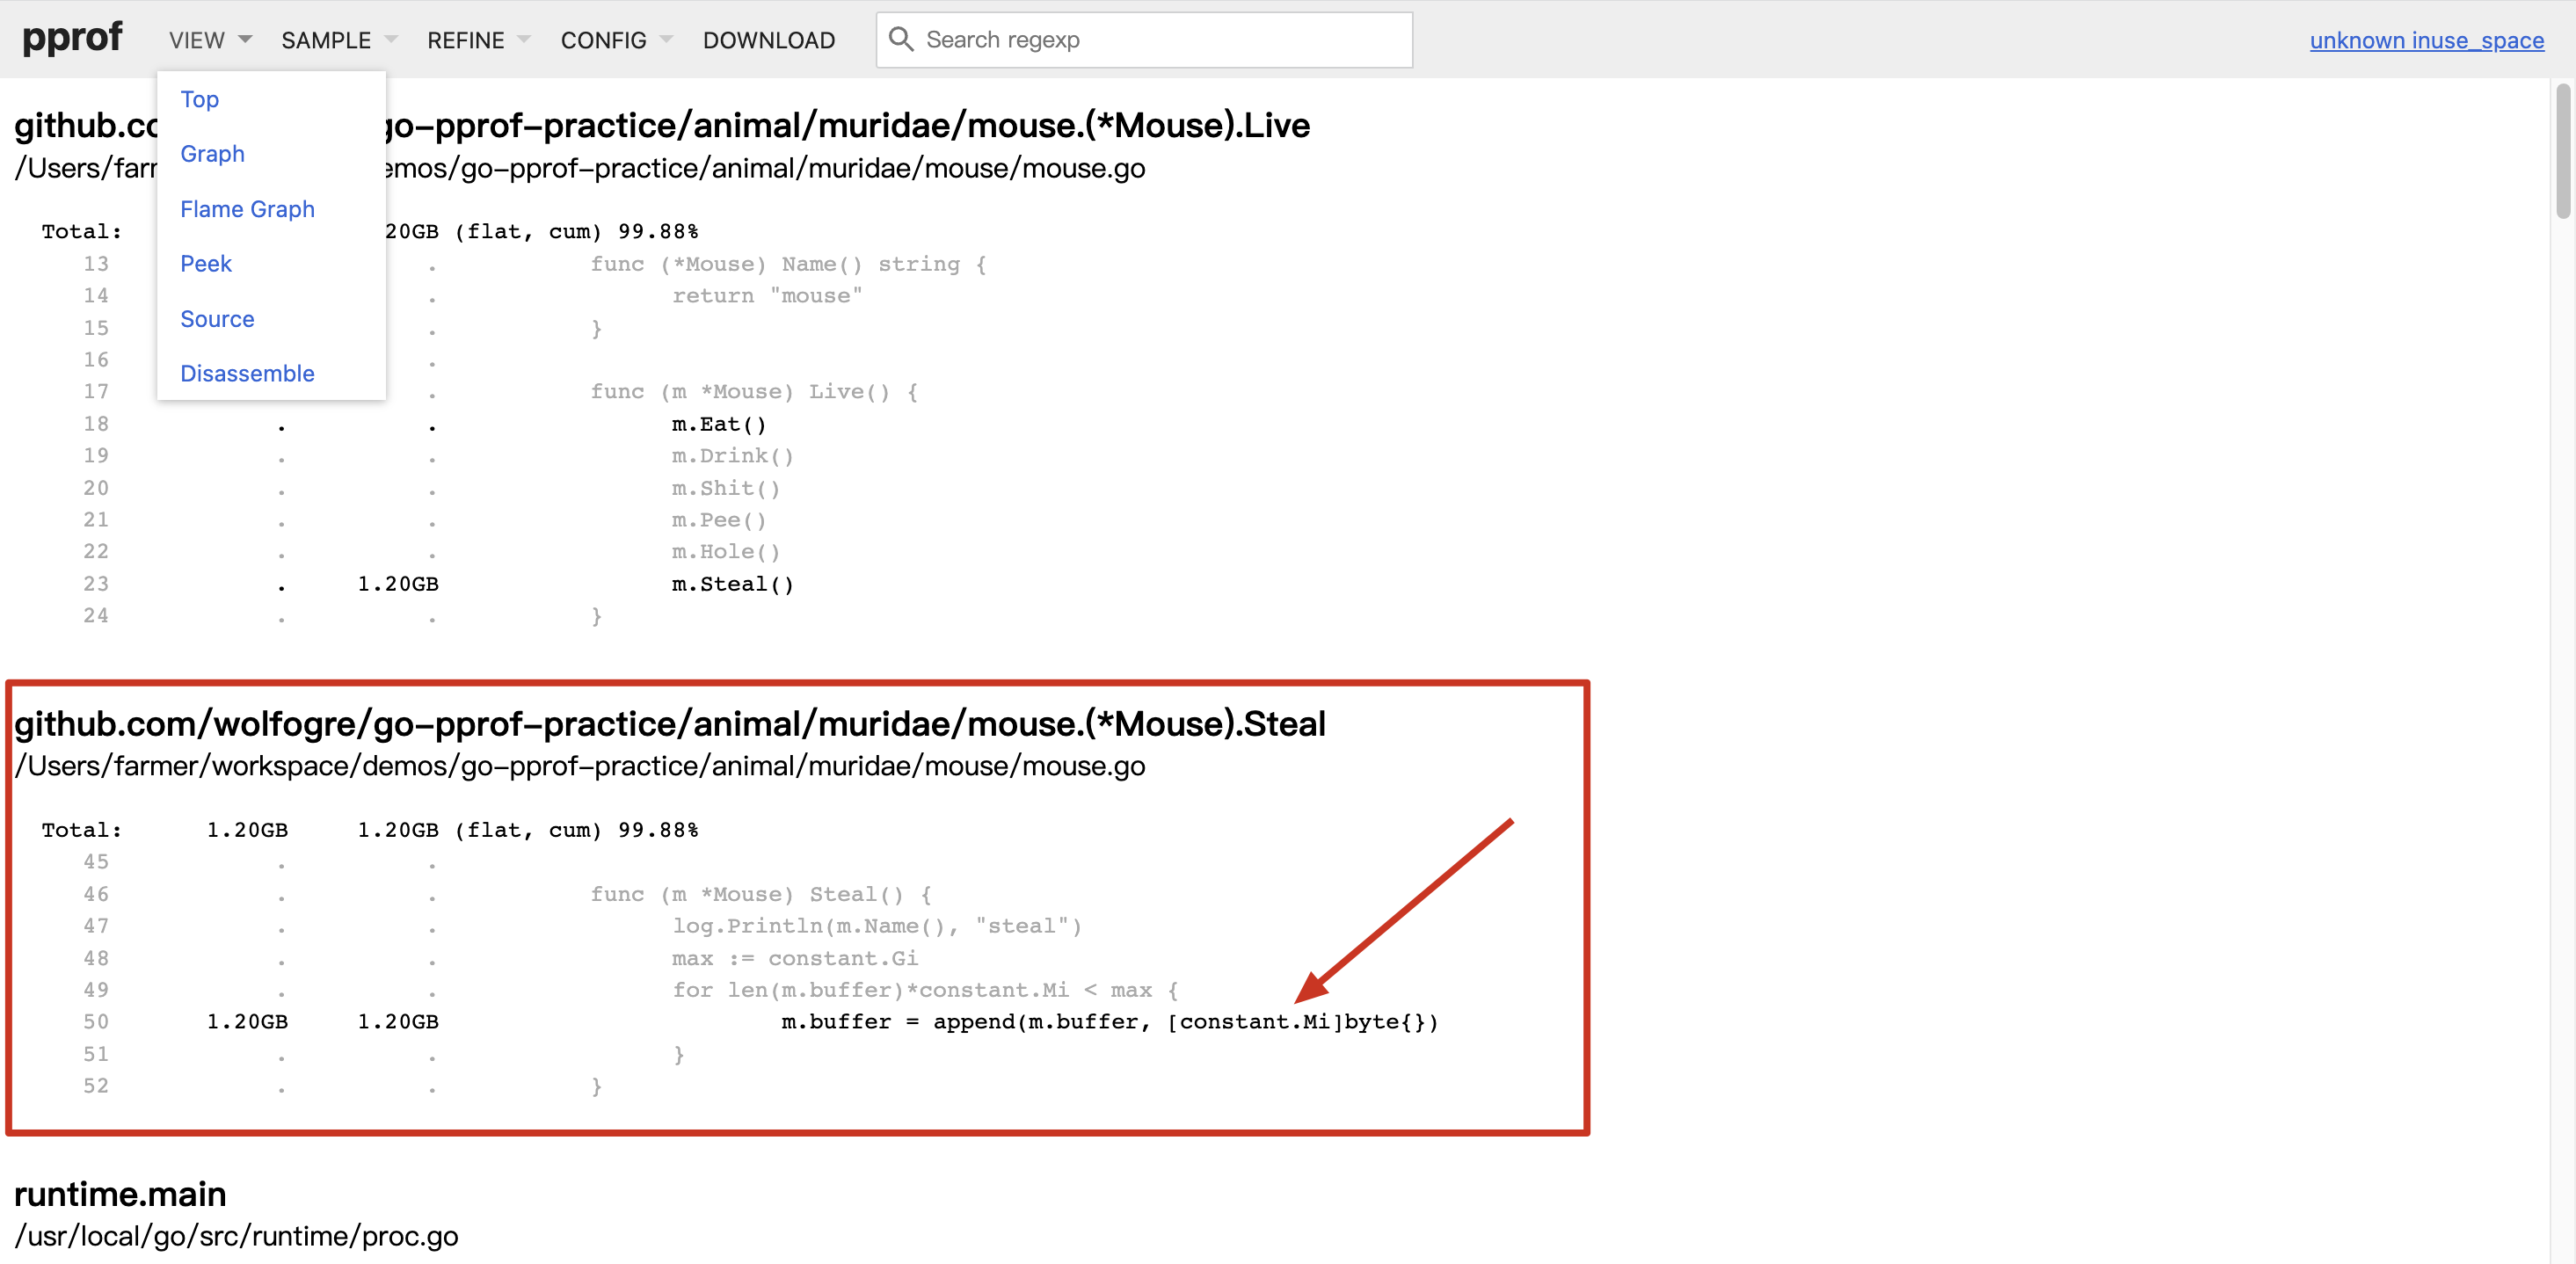 pprof VIEW SAMPLE REFINE CONFIG DOWNLOAD Search regexp unknown inuse_space
Top
Graph
Flame Graph
Peek
Source
Disassemble
github.co go-pprof-practice/animal/muridae/mouse.(*Mouse).Live
/Users/farm emos/go-pprof-practice/animal/muridae/mouse/mouse.go
Total: 20GB (flat, cum) 99.88%
13 . func (*Mouse) Name() string {
14 . return "mouse"
15 . }
16 .
17 . func (m *Mouse) Live() {
18 . . m.Eat()
19 . . m.Drink()
20 . . m.Shit()
21 . . m.Pee()
22 . . m.Hole()
23 . 1.20GB m.Steal()
24 . . }
github.com/wolfogre/go-pprof-practice/animal/muridae/mouse.(*Mouse).Steal
/Users/farmer/workspace/demos/go-pprof-practice/animal/muridae/mouse/mouse.go
Total: 1.20GB 1.20GB (flat, cum) 99.88%
45 . .
46 . . func (m *Mouse) Steal() {
47 . . log.Println(m.Name(), "steal")
48 . . max := constant.Gi
49 . . for len(m.buffer)*constant.Mi < max {
50 1.20GB 1.20GB m.buffer = append(m.buffer, [constant.Mi]byte{})
51 . . }
52 . . }
runtime.main
/usr/local/go/src/runtime/proc.go